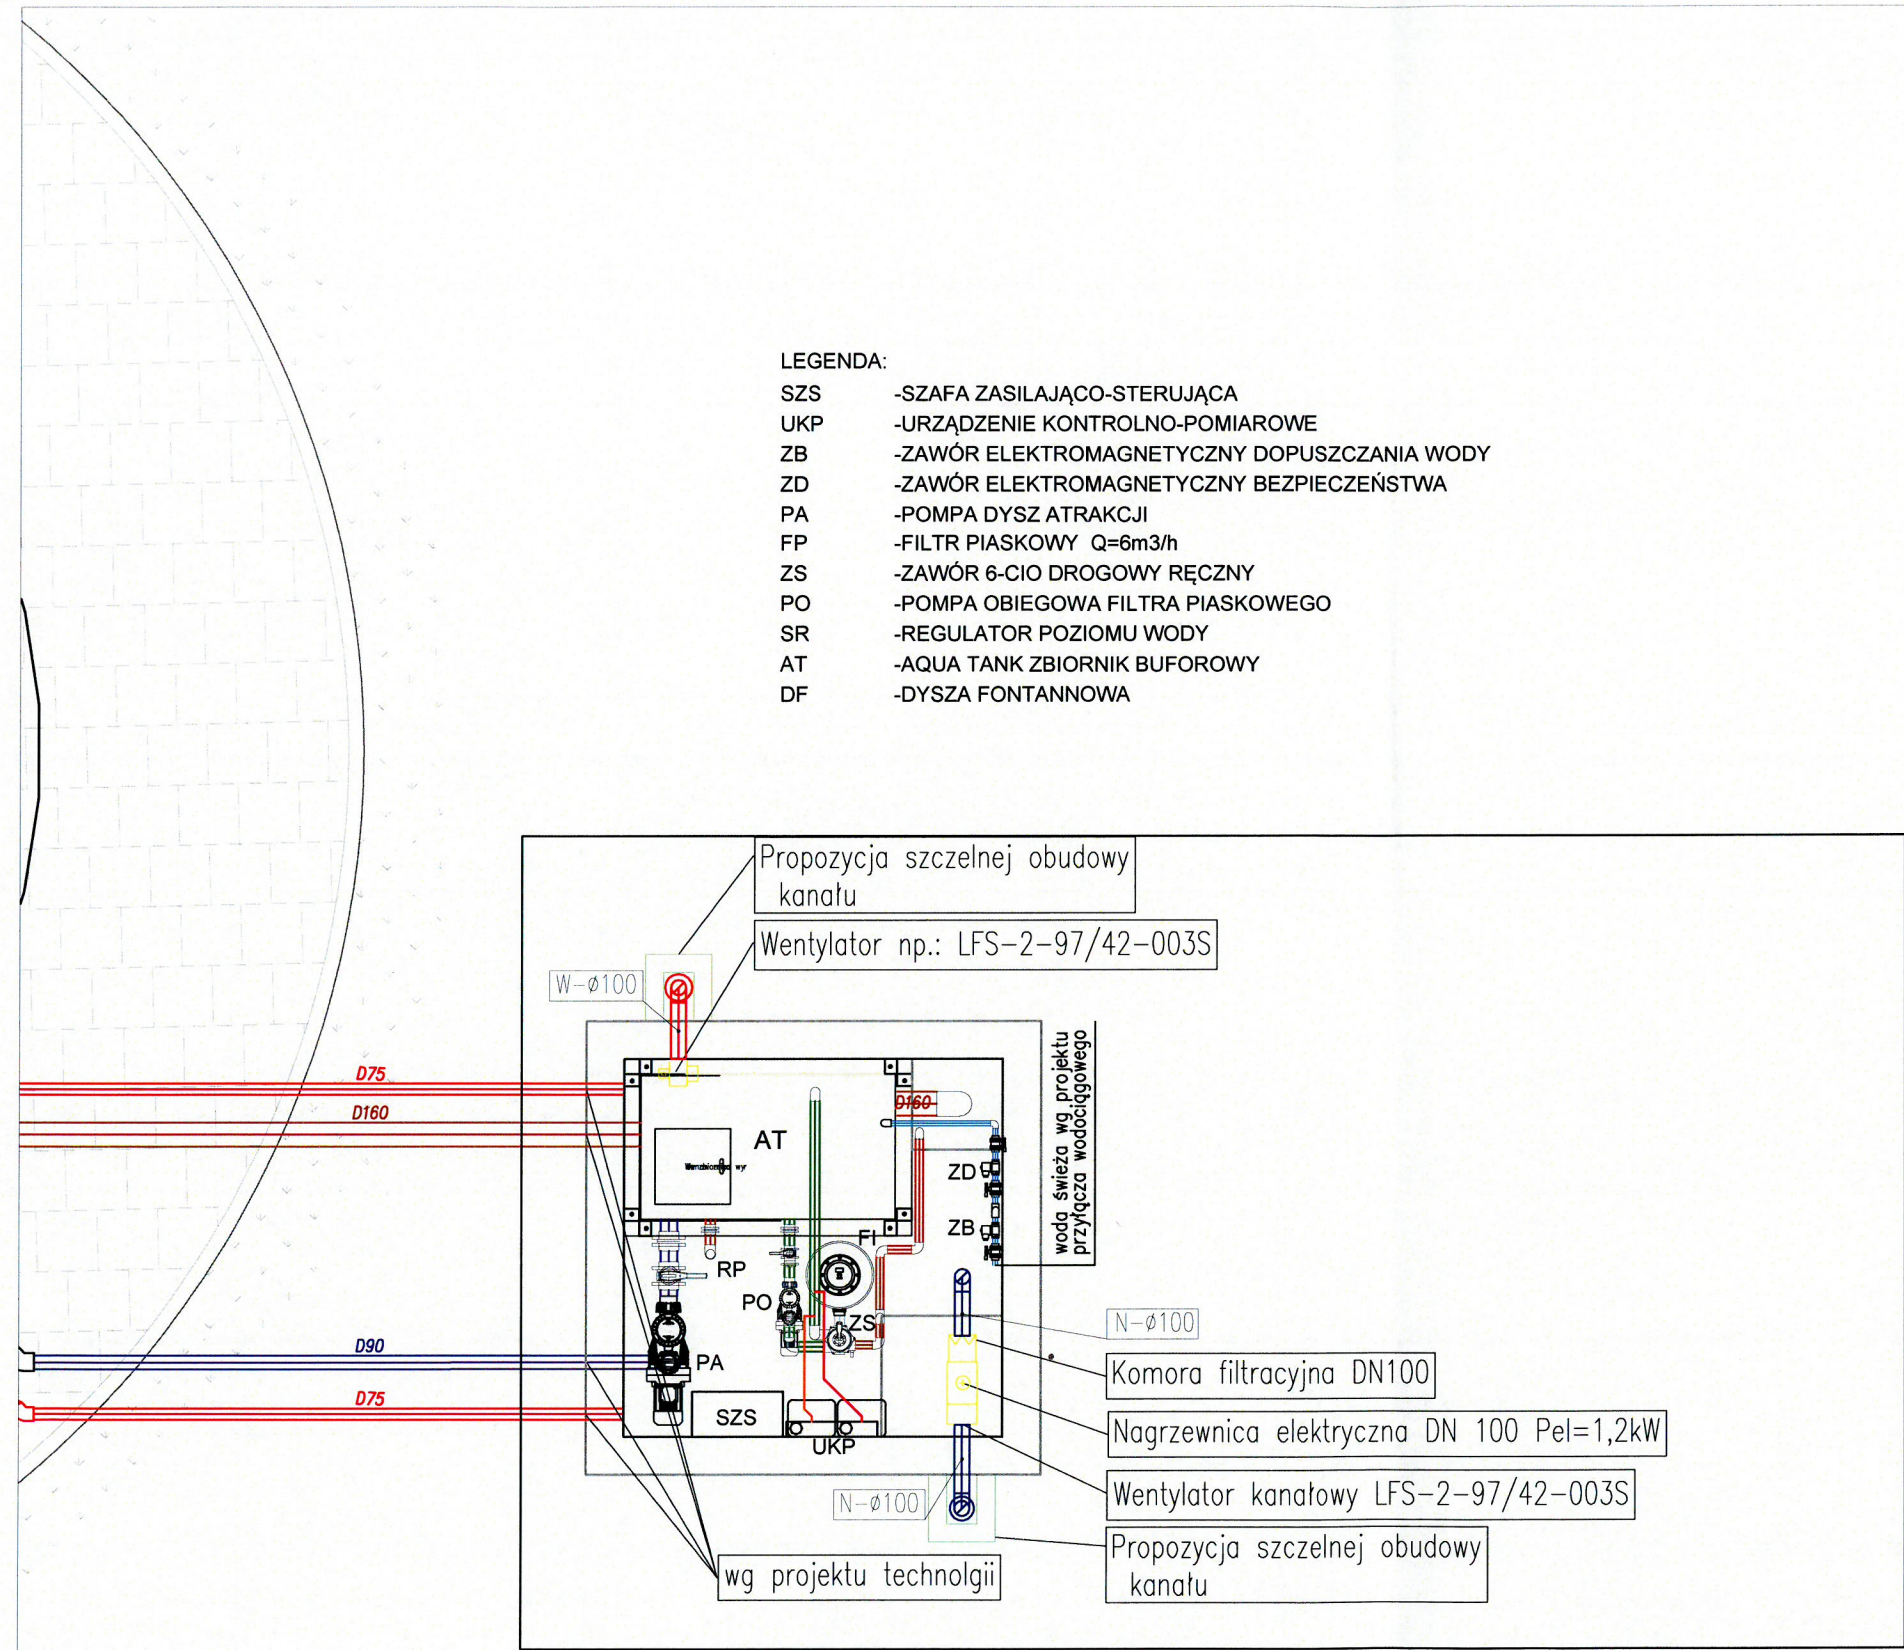 LEGENDA:
SZS -SZAFA ZASILAJĄCO-STERUJĄCA
UKP -URZĄDZENIE KONTROLNO-POMIAROWE
ZB -ZAWÓR ELEKTROMAGNETYCZNY DOPUSZCZANIA WODY
ZD -ZAWÓR ELEKTROMAGNETYCZNY BEZPIECZEŃSTWA
PA -POMPA DYSZ ATRAKCJI
FP -FILTR PIASKOWY Q=6m3/h
ZS -ZAWÓR 6-CIO DROGOWY RĘCZNY
PO -POMPA OBIEGOWA FILTRA PIASKOWEGO
SR -REGULATOR POZIOMU WODY
AT -AQUA TANK ZBIORNIK BUFOROWY
DF -DYSZA FONTANNOWA
Propozycja szczelnej obudowy
kanału
Wentylator np.: LFS-2-97/42-003S
W-ø100
woda świeża wg projektu
przyłącza wodociągowego
D75
D160
D160
AT
ZD
ZB
FI
RP
PO
ZS
N-ø100
D90
PA
Komora filtracyjna DN100
D75
SZS
UKP
Nagrzewnica elektryczna DN 100 Pel=1,2kW
N-ø100
Wentylator kanałowy LFS-2-97/42-003S
Propozycja szczelnej obudowy
kanału
wg projektu technolgii